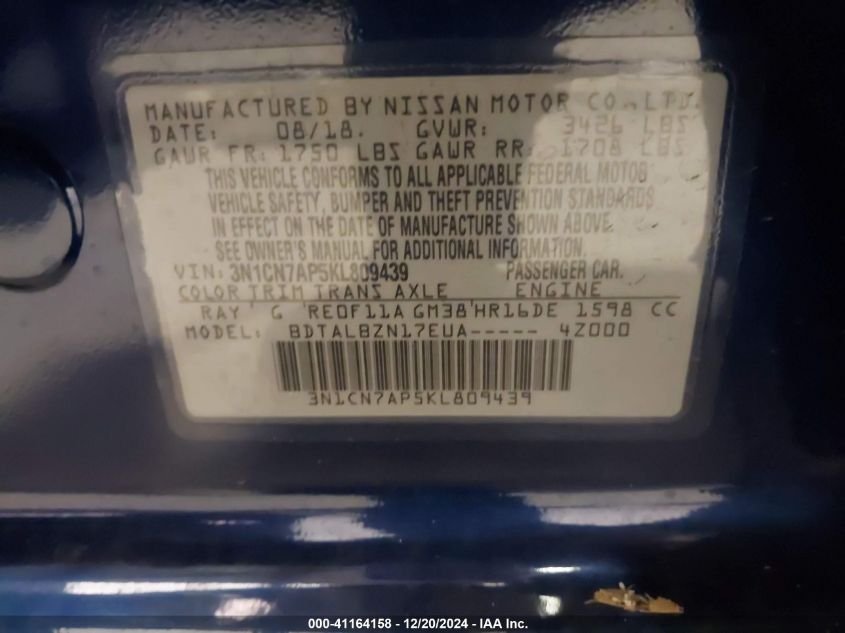 MANUFACTURED BY NISSAN MOTOR CO., LTD.
DATE: 08/18. GVWR: 3426 LBS
GAWR FR: 1750 LBS GAWR RR: 1708 LBS
THIS VEHICLE CONFORMS TO ALL APPLICABLE FEDERAL MOTOR
VEHICLE SAFETY, BUMPER AND THEFT PREVENTION STANDARDS
IN EFFECT ON THE DATE OF MANUFACTURE SHOWN ABOVE.
SEE OWNER'S MANUAL FOR ADDITIONAL INFORMATION.
VIN: 3N1CN7AP5KL809439 PASSENGER CAR.
COLOR TRIM TRANS AXLE ENGINE
RAY' G 'RE0F11A GM38'HR16DE 1598 CC
MODEL: BDTALBZN17EUA----- 4Z000
3N1CN7AP5KL809439
000-41164158 - 12/20/2024 - IAA Inc.